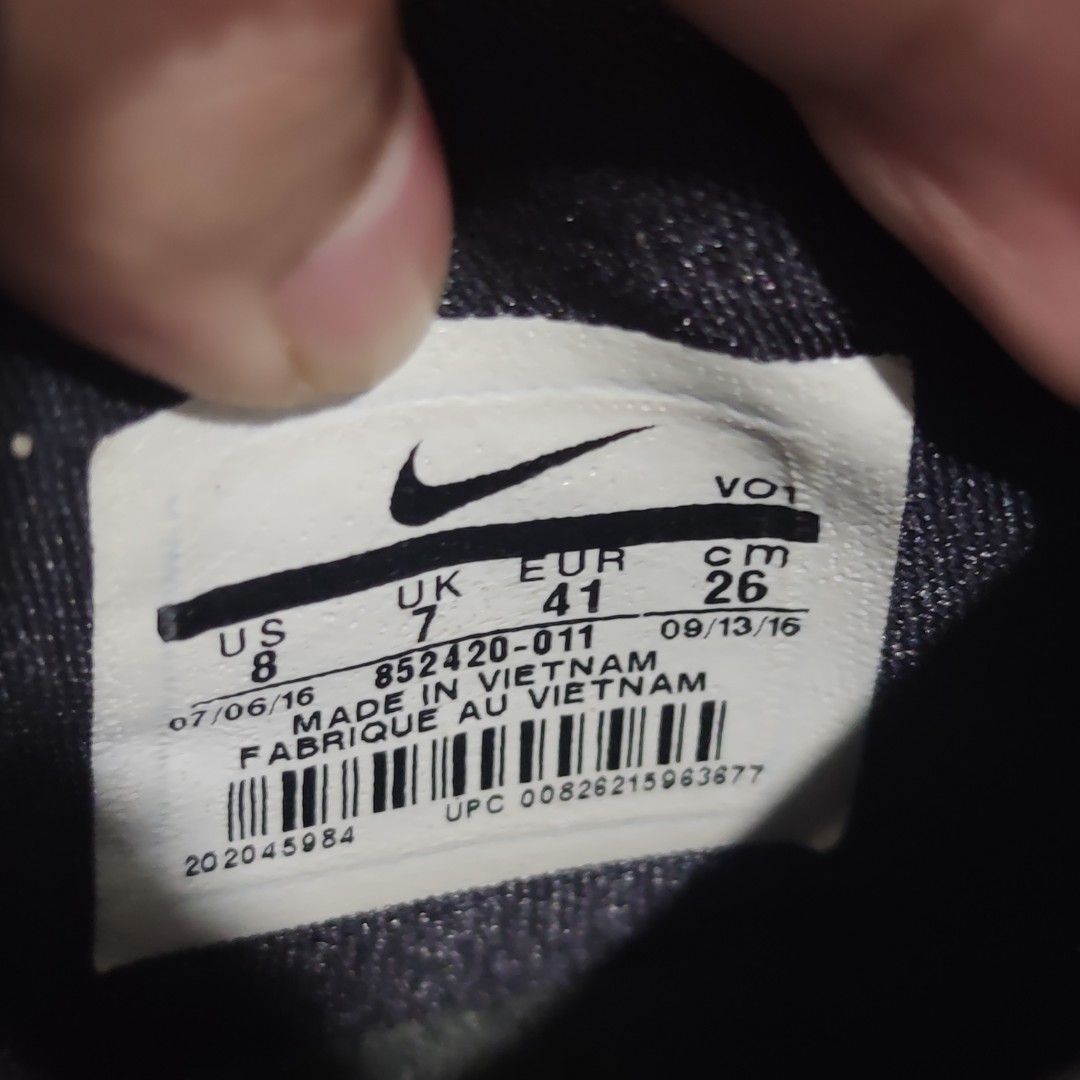 VO1
US UK EUR cm
8 7 41 26
07/06/16 852420-011 09/13/16
MADE IN VIETNAM
FABRIQUE AU VIETNAM
UPC 00826215963677
202045984